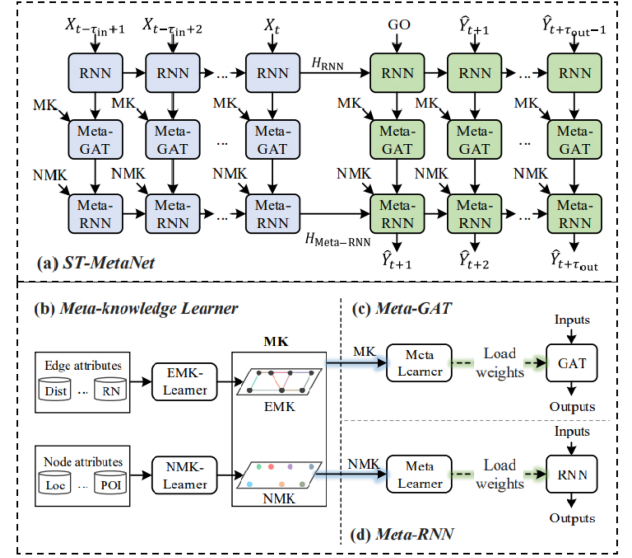 X_{t-τ_in+1} X_{t-τ_in+2} X_t GO Ŷ_{t+1} Ŷ_{t+τ_out-1}
RNN RNN ... RNN H_RNN RNN RNN ... RNN
MK MK MK MK MK MK
Meta-GAT Meta-GAT ... Meta-GAT Meta-GAT Meta-GAT ... Meta-GAT
NMK NMK NMK NMK NMK NMK
Meta-RNN Meta-RNN ... Meta-RNN Meta-RNN Meta-RNN ... Meta-RNN
H_Meta-RNN
(a) ST-MetaNet
Ŷ_{t+1} Ŷ_{t+2} Ŷ_{t+τ_out}
(b) Meta-knowledge Learner
MK
Edge attributes
Dist ... RN
EMK-Learner
EMK
Node attributes
Loc ... POI
NMK-Learner
NMK
(c) Meta-GAT
MK
Meta Learner
Load weights
Inputs
GAT
Outputs
NMK
Meta Learner
Load weights
Inputs
RNN
Outputs
(d) Meta-RNN